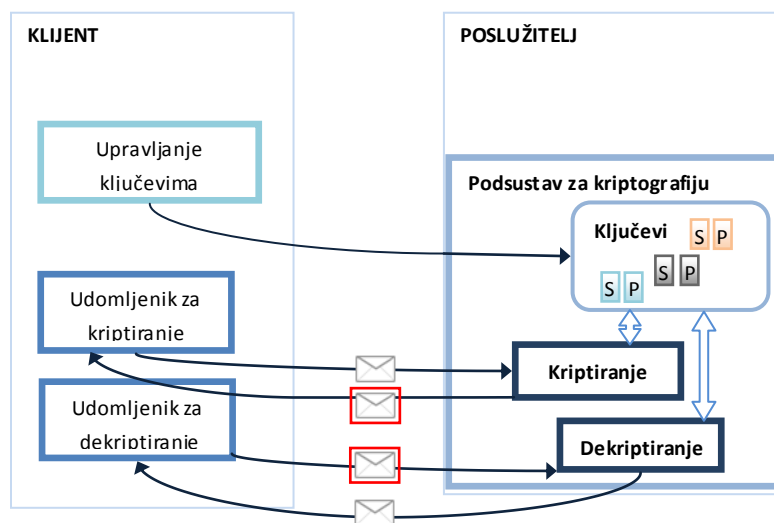 KLIJENT
Upravljanje
ključevima
Udomljenik za
kriptiranje
Udomljenik za
dekriptiranje
POSLUŽITELJ
Podsustav za kriptografiju
Ključevi
S P
S P
S P
Kriptiranje
Dekriptiranje